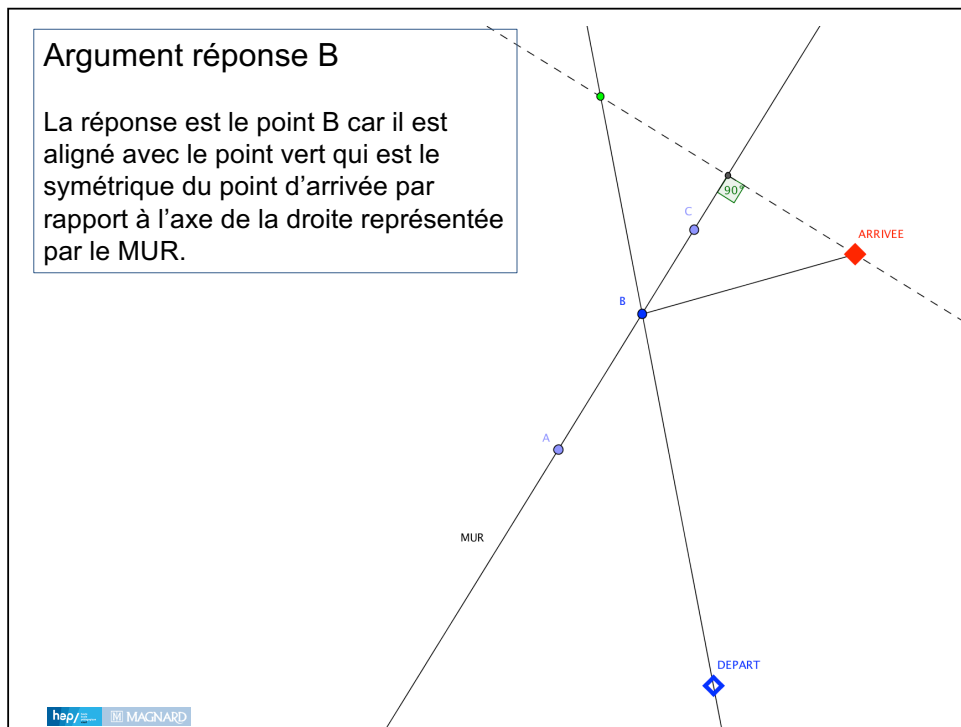 Argument réponse B
La réponse est le point B car il est
aligné avec le point vert qui est le
symétrique du point d’arrivée par
rapport à l’axe de la droite représentée
par le MUR.
90°
C
ARRIVEE
B
A
MUR
DEPART
hep/
M MAGNARD